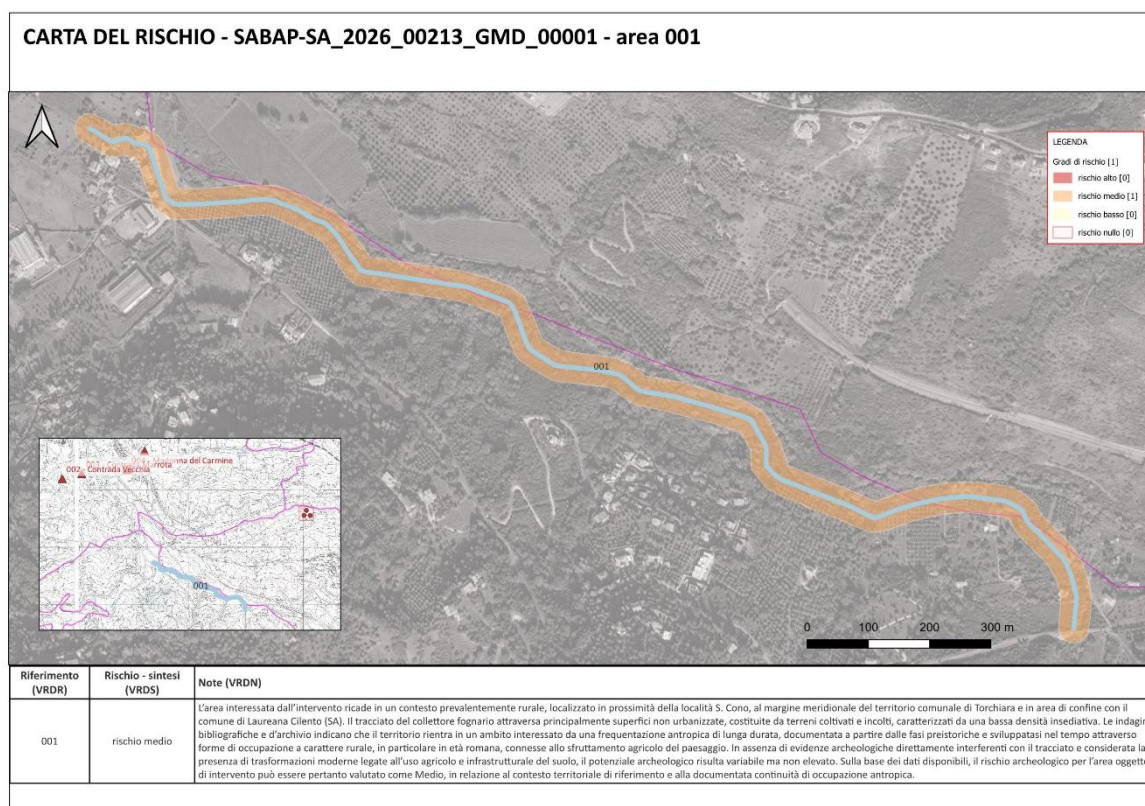 CARTA DEL RISCHIO - SABAP-SA_2026_00213_GMD_00001 - area 001
LEGENDA
Gradi di rischio [1]
rischio alto [0]
rischio medio [1]
rischio basso [0]
rischio nullo [0]
001
na del Carmine
Marrota
002 - Contrada Vecchia
001
0 100 200 300 m
Riferimento (VRDR)
Rischio - sintesi (VRDS)
Note (VRDN)
001
rischio medio
L'area interessata dall'intervento ricade in un contesto prevalentemente rurale, localizzato in prossimità della località S. Cono, al margine meridionale del territorio comunale di Torchiara e in area di confine con il
comune di Laureana Cilento (SA). Il tracciato del collettore fognario attraversa principalmente superfici non urbanizzate, costituite da terreni coltivati e incolti, caratterizzati da una bassa densità insediativa. Le indagin
bibliografiche e d'archivio indicano che il territorio rientra in un ambito interessato da una frequentazione antropica di lunga durata, documentata a partire dalle fasi preistoriche e sviluppatasi nel tempo attraverso
forme di occupazione a carattere rurale, in particolare in età romana, connesse allo sfruttamento agricolo del paesaggio. In assenza di evidenze archeologiche direttamente interferenti con il tracciato e considerata la
presenza di trasformazioni moderne legate all'uso agricolo e infrastrutturale del suolo, il potenziale archeologico risulta variabile ma non elevato. Sulla base dei dati disponibili, il rischio archeologico per l'area oggetto
di intervento può essere pertanto valutato come Medio, in relazione al contesto territoriale di riferimento e alla documentata continuità di occupazione antropica.